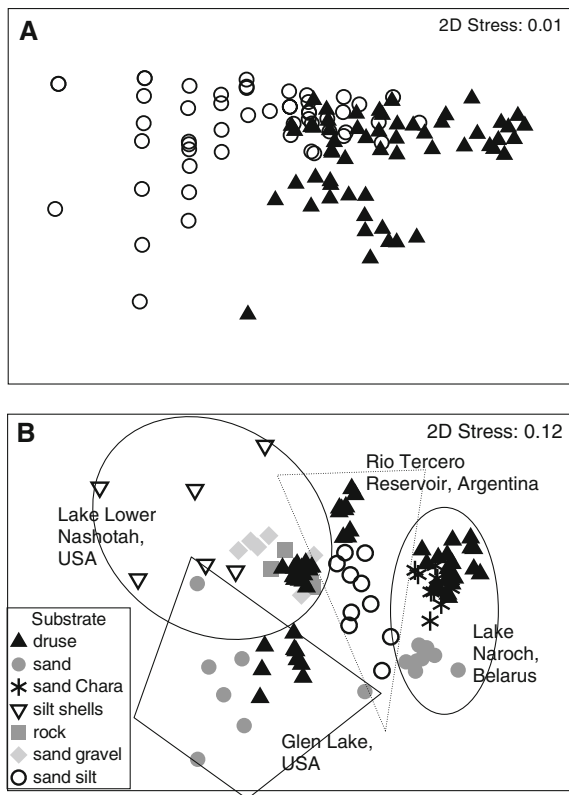 A
2D Stress: 0.01
B
2D Stress: 0.12
Rio Tercero
Reservoir, Argentina
Lake Lower
Nashotah,
USA
Substrate
druse
sand
sand Chara
silt shells
rock
sand gravel
sand silt
Lake
Naroch,
Belarus
Glen Lake,
USA